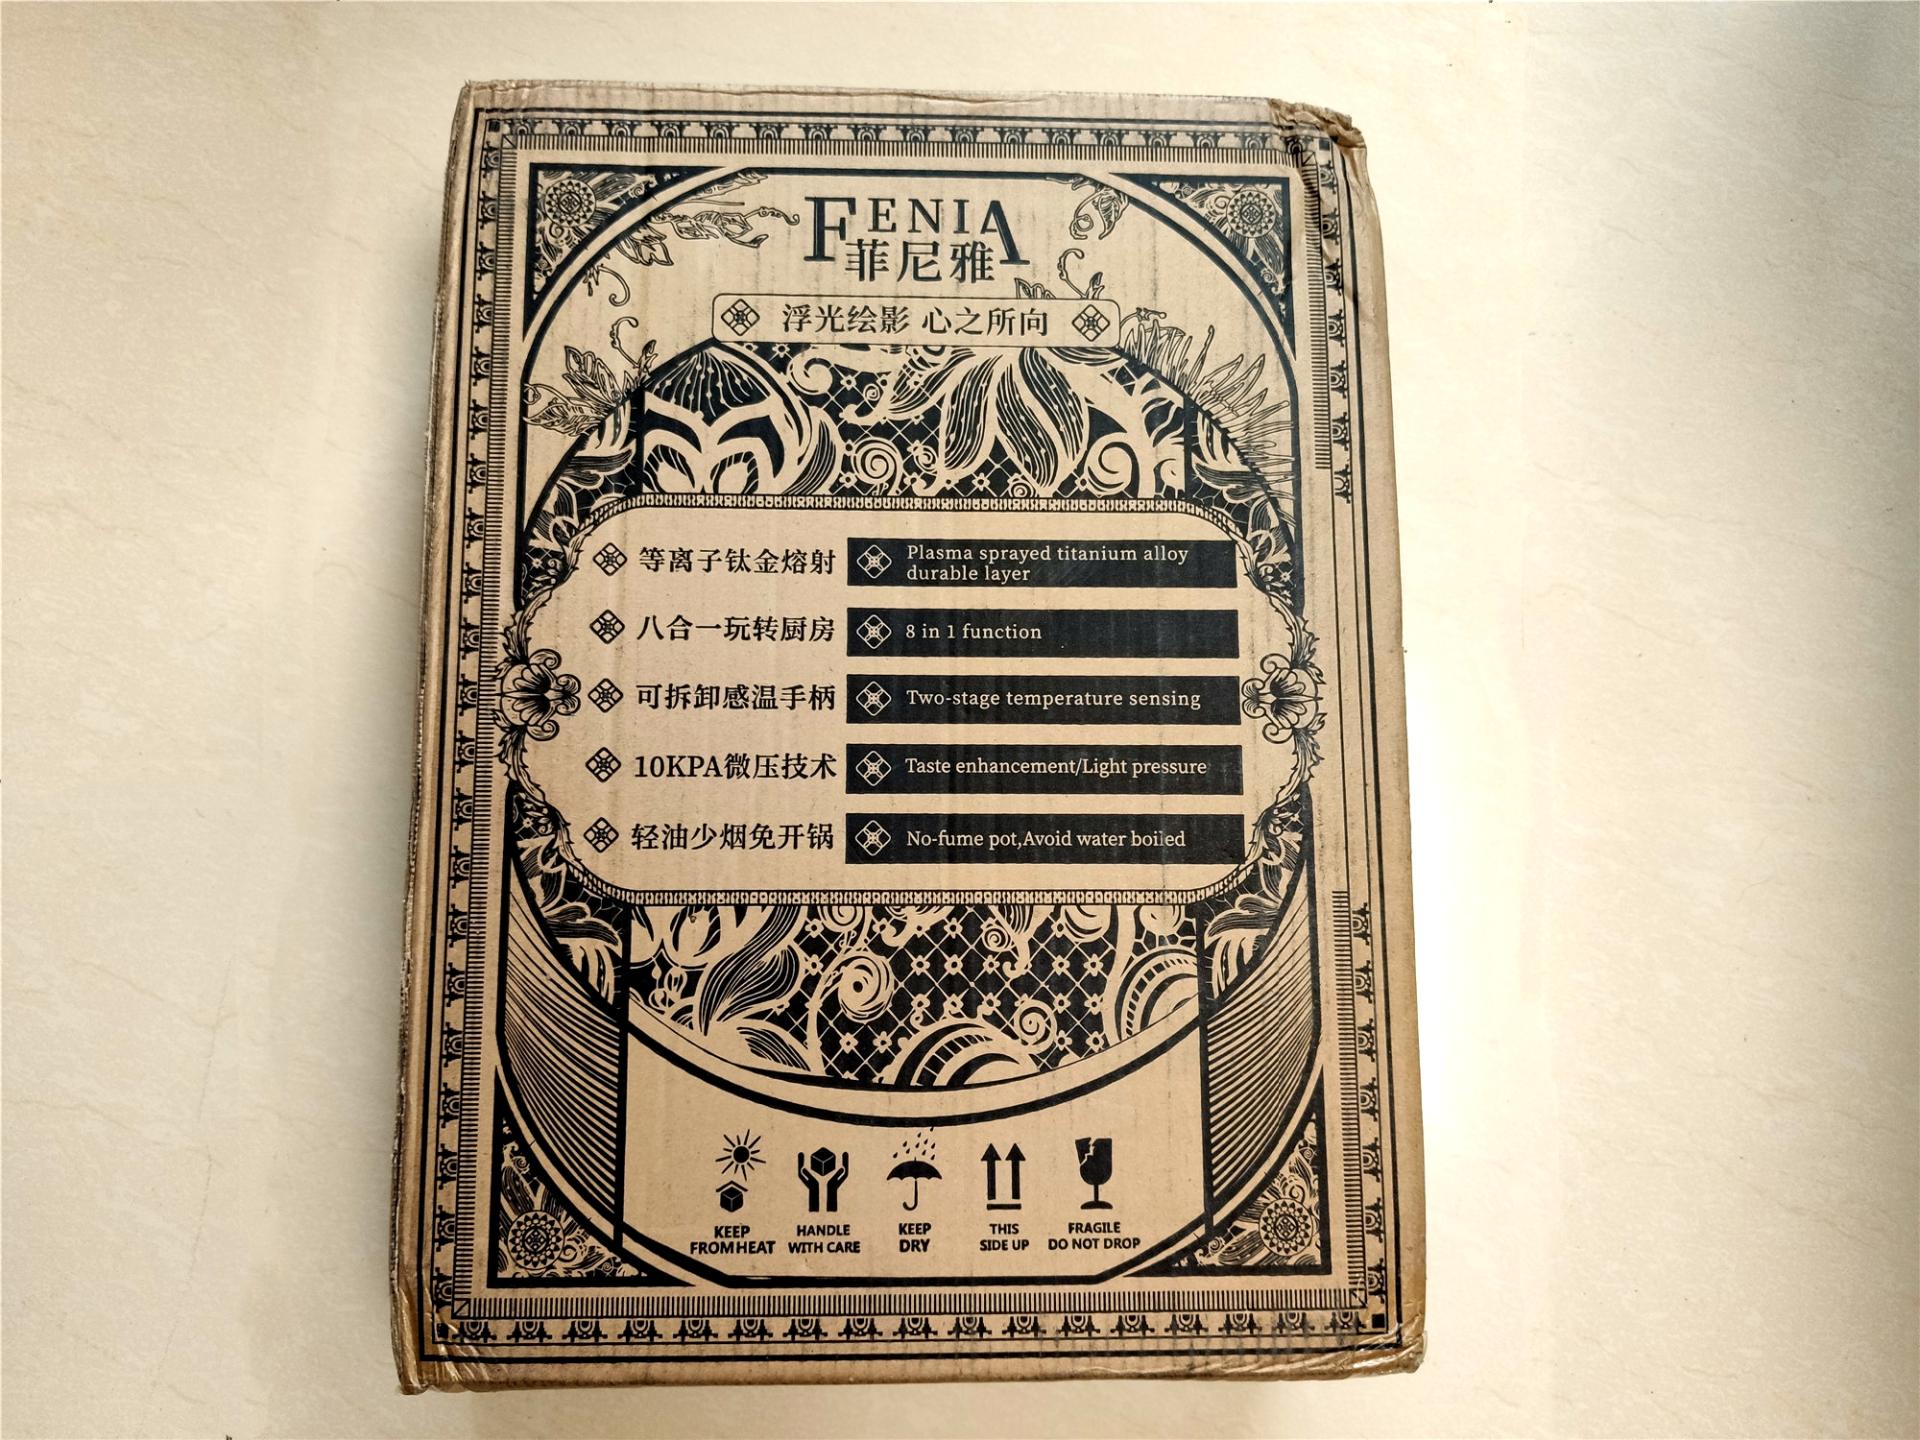 FENIA
菲尼雅
浮光绘影 心之所向
等离子钛金熔射
Plasma sprayed titanium alloy
durable layer
八合一玩转厨房
8 in 1 function
可拆卸感温手柄
Two-stage temperature sensing
10KPA微压技术
Taste enhancement/Light pressure
轻油少烟免开锅
No-fume pot,Avoid water boiled
KEEP
FROM HEAT
HANDLE
WITH CARE
KEEP
DRY
THIS
SIDE UP
FRAGILE
DO NOT DROP